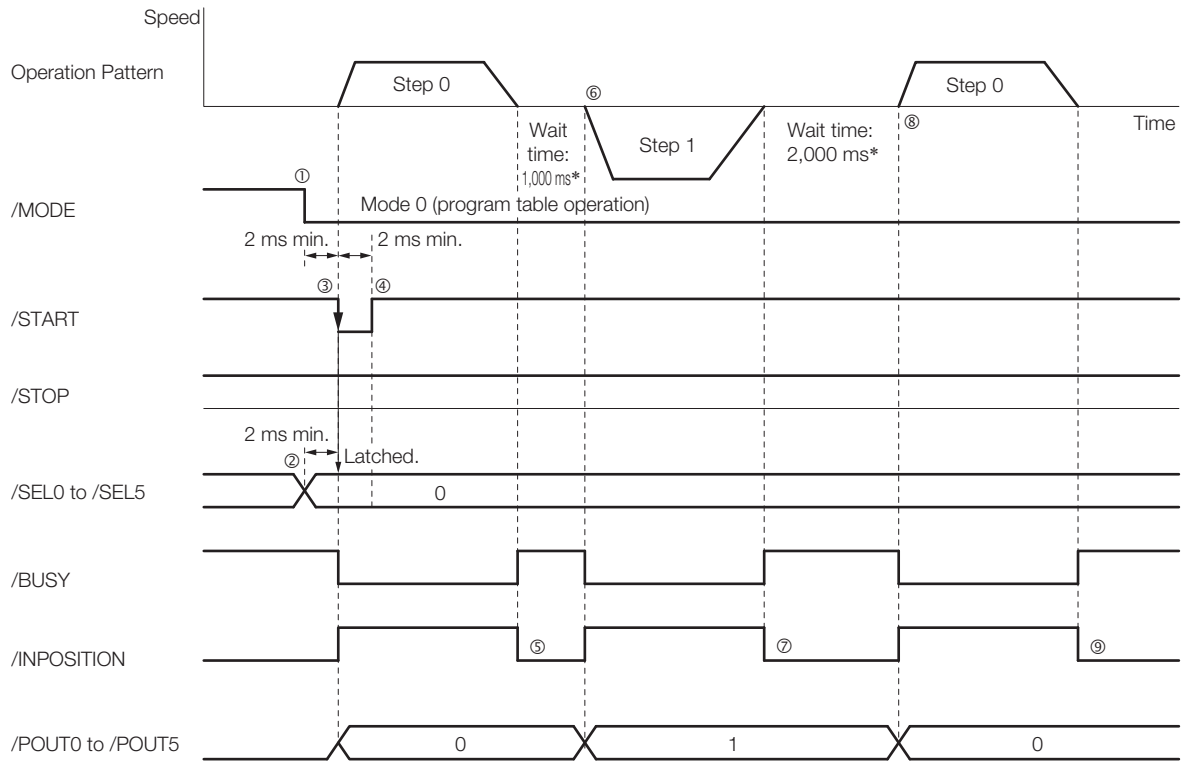 Speed
Operation Pattern
Step 0
⑥
Step 0
Wait
time:
1,000 ms*
Step 1
Wait time:
2,000 ms*
⑧
Time
①
/MODE
Mode 0 (program table operation)
2 ms min.
2 ms min.
③
④
/START
/STOP
2 ms min.
②
Latched.
/SEL0 to /SEL5
0
/BUSY
/INPOSITION
⑤
⑦
⑨
/POUT0 to /POUT5
0
1
0